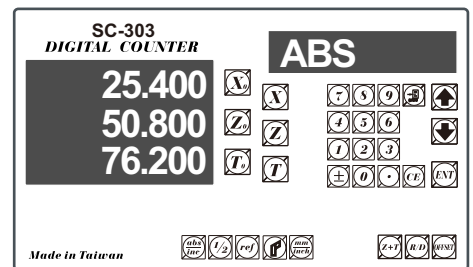 SC-303
DIGITAL COUNTER
ABS
25.400
50.800
76.200
X₀ X
Z₀ Z
T₀ T
7 8 9
4 5 6
1 2 3
± 0 · CE ENT
Made in Taiwan
abs/inc 1/2 ref mm/inch
Z+T R/D OFFSET